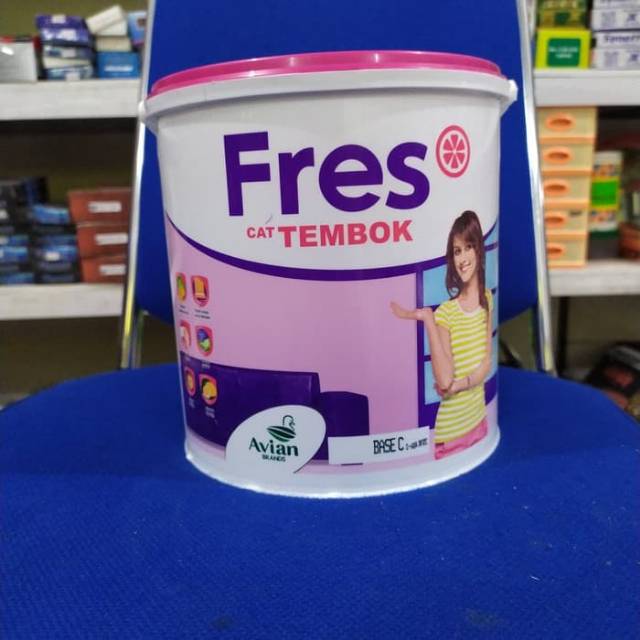 Fres
CAT TEMBOK
Avian
BRANDS
BASE C